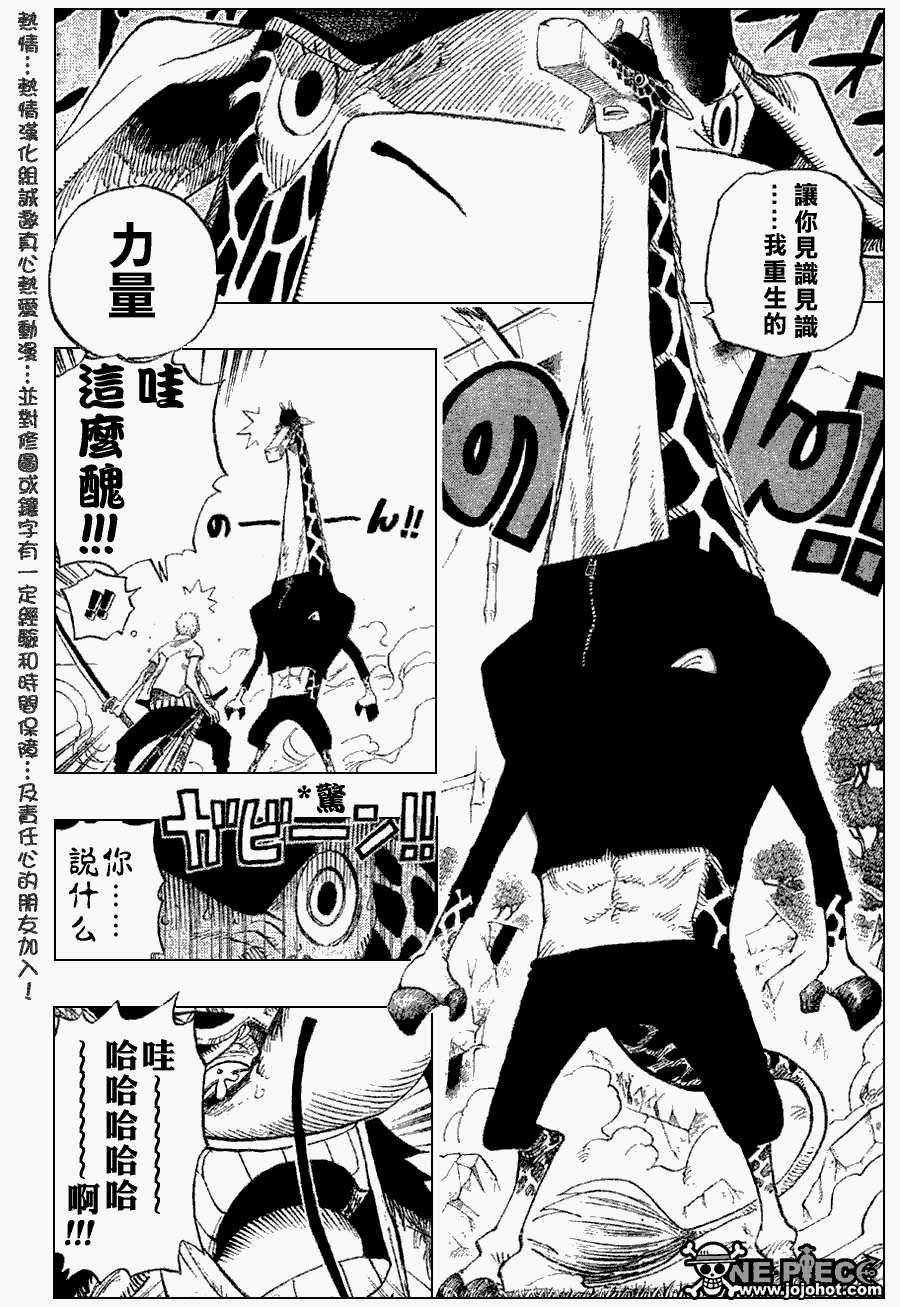 讓你見識見識
……我重生的
力量
のん!!
哇
這麼醜!!!
のーーん!!
!!
*驚
ガビーン!!
你……
説什么
哇~~~~~~
哈哈哈哈哈
~~~~~~啊!!!
熱情…熱情漢化組誠邀真心熱愛動漫…並對修圖或鑲字有一定經驗和時間保障…及責任心的朋友加入!
ONE PIECE
www.jojohot.com